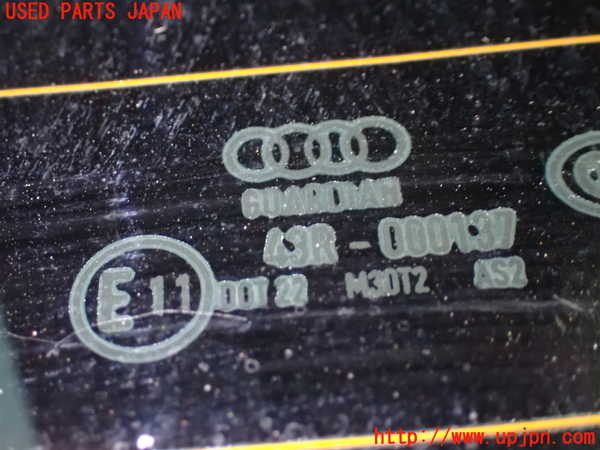 USED PARTS JAPAN
GUARDIAN
43R - 000137
E 11 DOT 22 M30T2 AS2
http://www.upjpn.com